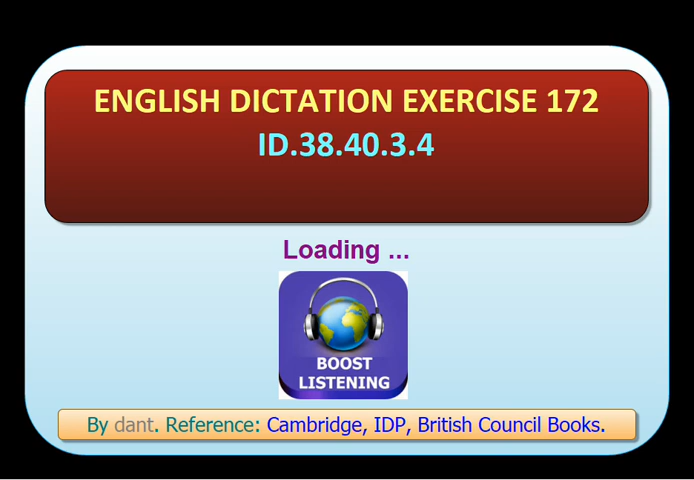 ENGLISH DICTATION EXERCISE 172
ID.38.40.3.4
Loading ...
BOOST
LISTENING
By dant. Reference: Cambridge, IDP, British Council Books.